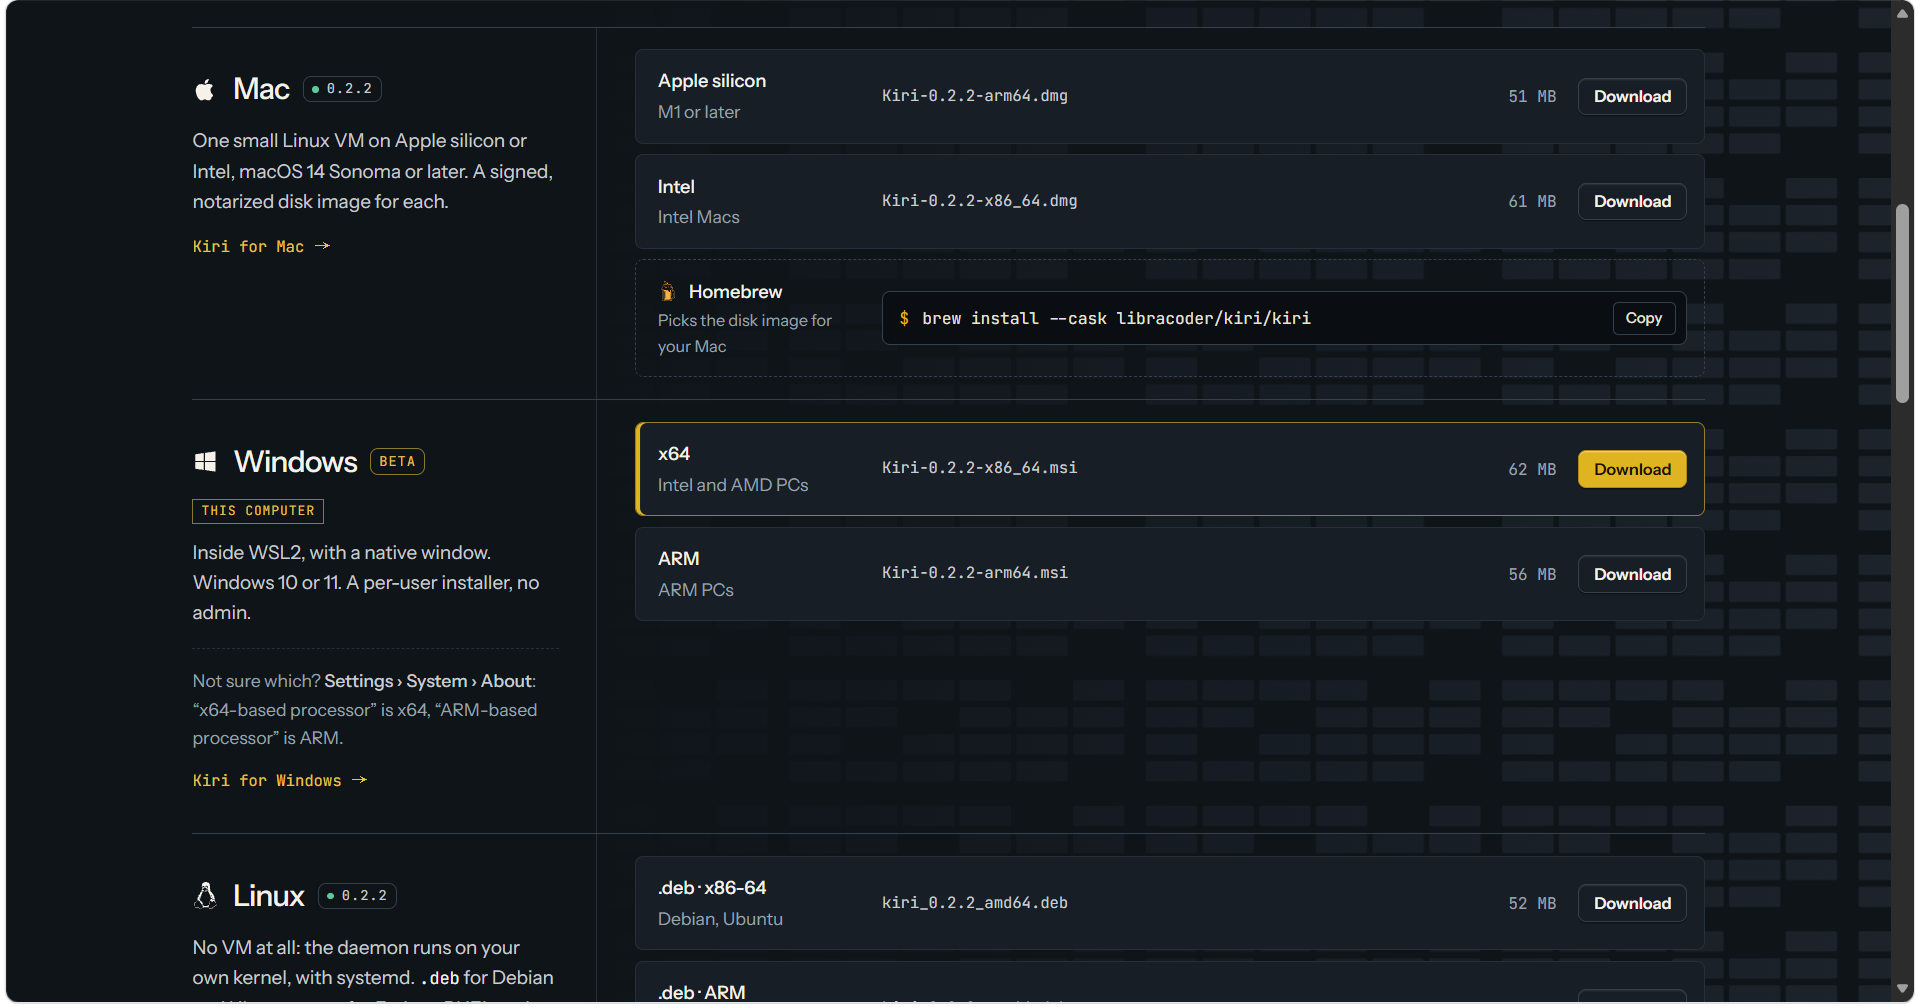 Mac
0.2.2
One small Linux VM on Apple silicon or
Intel, macOS 14 Sonoma or later. A signed,
notarized disk image for each.
Kiri for Mac →
Apple silicon
M1 or later
Kiri-0.2.2-arm64.dmg
51 MB
Download
Intel
Intel Macs
Kiri-0.2.2-x86_64.dmg
61 MB
Download
Homebrew
Picks the disk image for
your Mac
$ brew install --cask libracoder/kiri/kiri
Copy
Windows
BETA
THIS COMPUTER
Inside WSL2, with a native window.
Windows 10 or 11. A per-user installer, no
admin.
Not sure which? Settings › System › About:
“x64-based processor” is x64, “ARM-based
processor” is ARM.
Kiri for Windows →
x64
Intel and AMD PCs
Kiri-0.2.2-x86_64.msi
62 MB
Download
ARM
ARM PCs
Kiri-0.2.2-arm64.msi
56 MB
Download
Linux
0.2.2
No VM at all: the daemon runs on your
own kernel, with systemd. .deb for Debian
.deb · x86-64
Debian, Ubuntu
kiri_0.2.2_amd64.deb
52 MB
Download
.deb · ARM